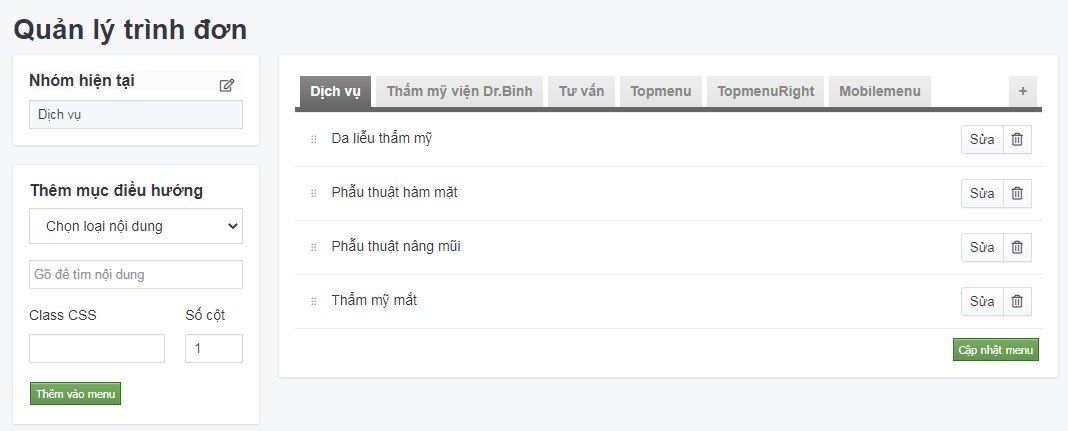 Quản lý trình đơn
Nhóm hiện tại
Dịch vụ
Thêm mục điều hướng
Chọn loại nội dung
Gõ để tìm nội dung
Class CSS Số cột
1
Thêm vào menu
Dịch vụ Thẩm mỹ viện Dr.Bình Tư vấn Topmenu TopmenuRight Mobilemenu +
Da liễu thẩm mỹ Sửa
Phẫu thuật hàm mặt Sửa
Phẫu thuật nâng mũi Sửa
Thẩm mỹ mắt Sửa
Cập nhật menu